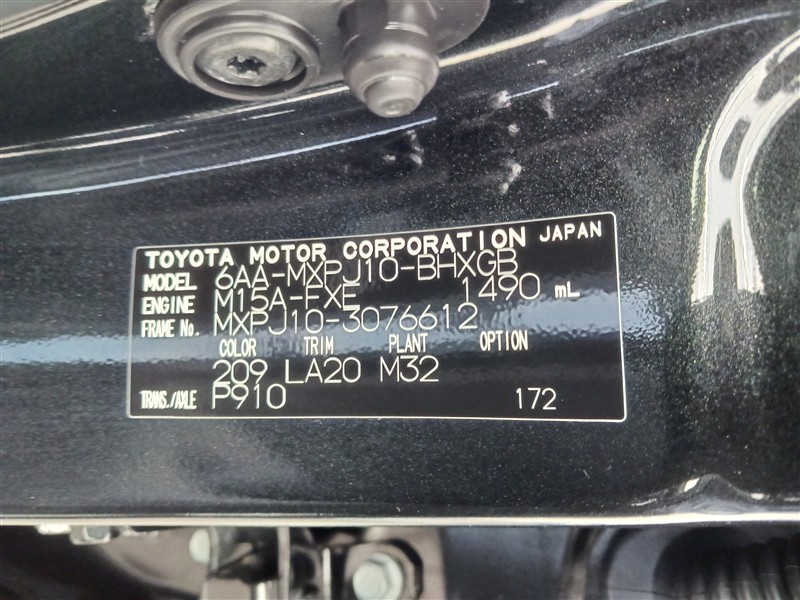 TOYOTA MOTOR CORPORATION JAPAN
MODEL 6AA-MXPJ10-BHXGB
ENGINE M15A-FXE 1490 mL
FRAME No. MXPJ10-3076612
COLOR TRIM PLANT OPTION
209 LA20 M32
TRANS./AXLE P910 172